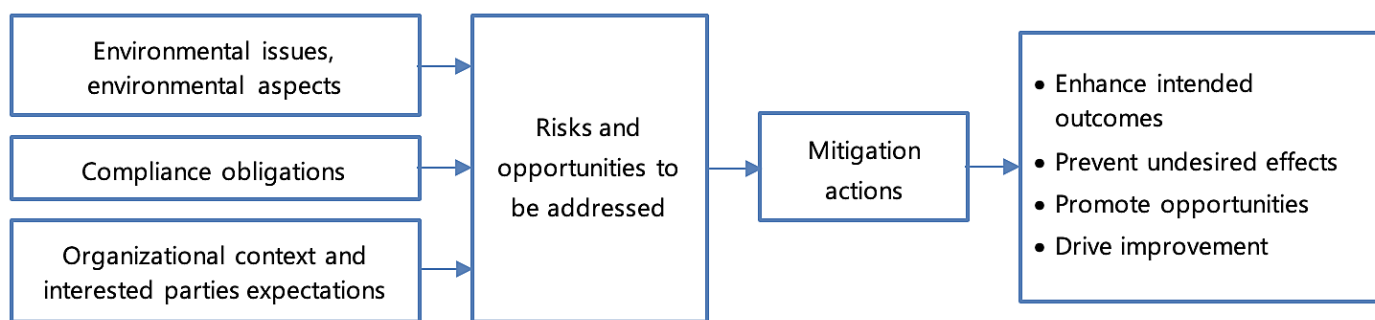 Environmental issues,
environmental aspects
Compliance obligations
Organizational context and
interested parties expectations
Risks and
opportunities to
be addressed
Mitigation
actions
• Enhance intended
outcomes
• Prevent undesired effects
• Promote opportunities
• Drive improvement